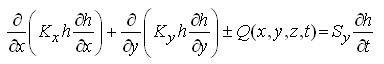 ∂/∂x (K_x h ∂h/∂x) + ∂/∂y (K_y h ∂h/∂y) ± Q(x, y, z, t) = S_y ∂h/∂t